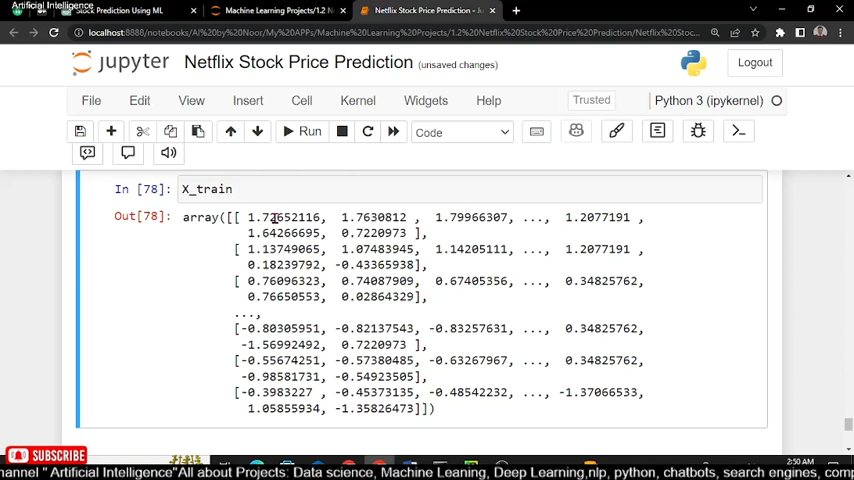 Artificial Intelligence
Stock Prediction Using ML
Machine Learning Projects/1.2 N
Netflix Stock Price Prediction - Ju
localhost:8888/notebooks/AI%20by%20Noor/My%20APPs/Machine%20Learning%20Projects/1.2%20Netflix%20Stock%20Price%20Prediction/Netflix%20Stoc...
jupyter Netflix Stock Price Prediction (unsaved changes)
Logout
File Edit View Insert Cell Kernel Widgets Help
Trusted
Python 3 (ipykernel)
Run
Code
In [78]: X_train
Out[78]: array([[ 1.72652116, 1.7630812 , 1.79966307, ..., 1.2077191 ,
1.64266695, 0.7220973 ],
[ 1.13749065, 1.07483945, 1.14205111, ..., 1.2077191 ,
0.18239792, -0.43365938],
[ 0.76096323, 0.74087909, 0.67405356, ..., 0.34825762,
0.76650553, 0.02864329],
...,
[-0.80305951, -0.82137543, -0.83257631, ..., 0.34825762,
-1.56992492, 0.7220973 ],
[-0.55674251, -0.57380485, -0.63267967, ..., 0.34825762,
-0.98581731, -0.54923505],
[-0.3983227 , -0.45373135, -0.48542232, ..., -1.37066533,
1.05855934, -1.35826473]])
SUBSCRIBE
2:50 AM
hannel " Artificial Intelligence"All about Projects: Data science, Machine Leaning, Deep Learning,nlp, python, chatbots, search engines, comp